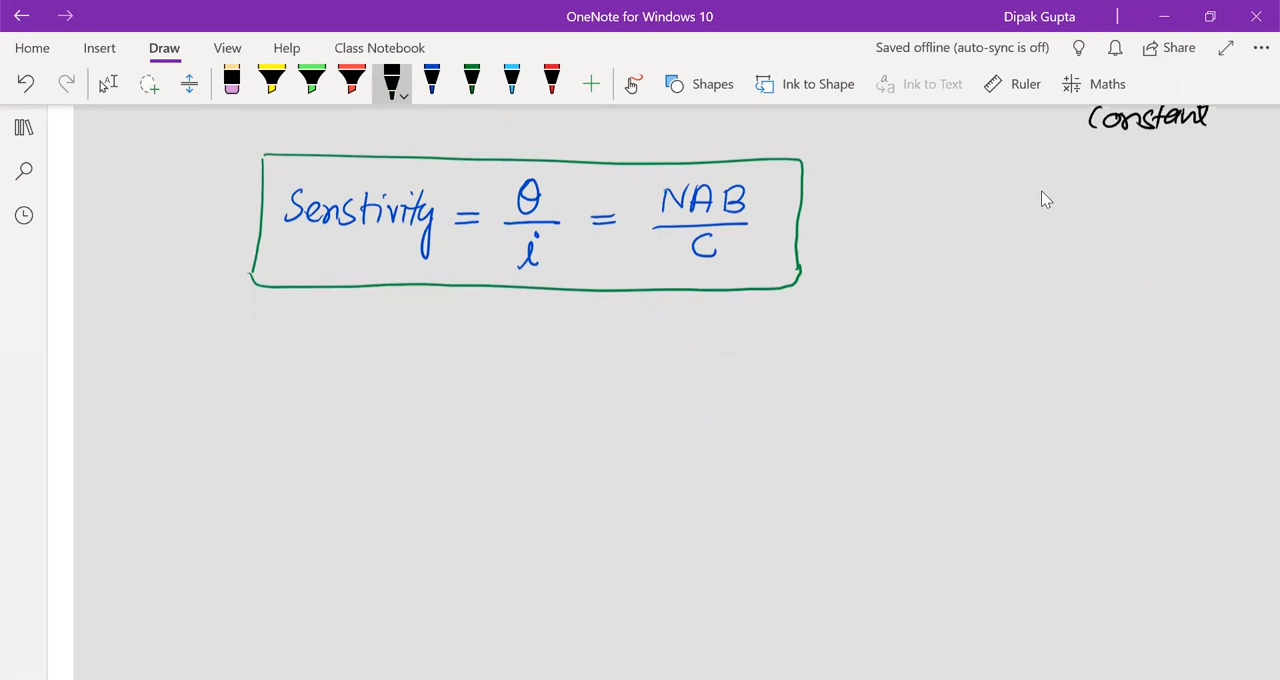 OneNote for Windows 10
Dipak Gupta
Home Insert Draw View Help Class Notebook
Saved offline (auto-sync is off)
Share
Shapes
Ink to Shape
Ink to Text
Ruler
Maths
Constant
Senstivity = θ/i = NAB/C